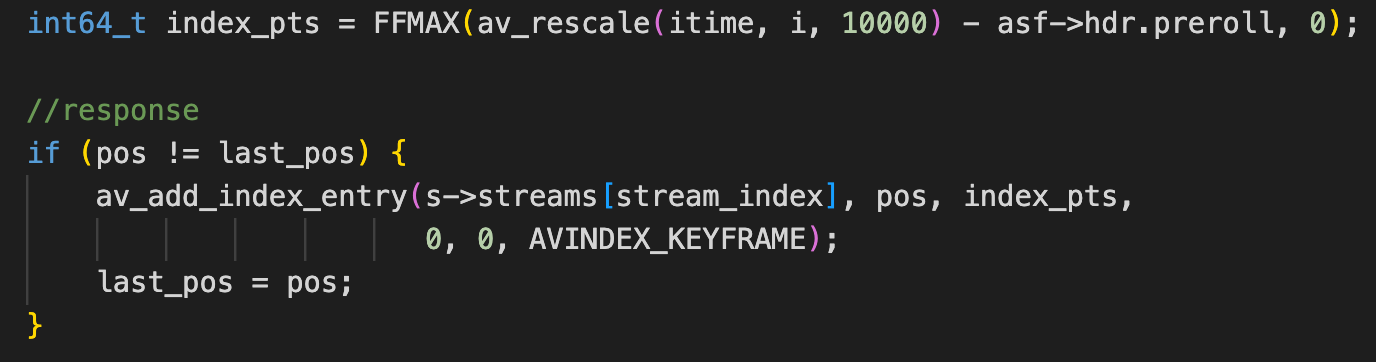 int64_t index_pts = FFMAX(av_rescale(itime, i, 10000) - asf->hdr.preroll, 0);
//response
if (pos != last_pos) {
av_add_index_entry(s->streams[stream_index], pos, index_pts,
0, 0, AVINDEX_KEYFRAME);
last_pos = pos;
}